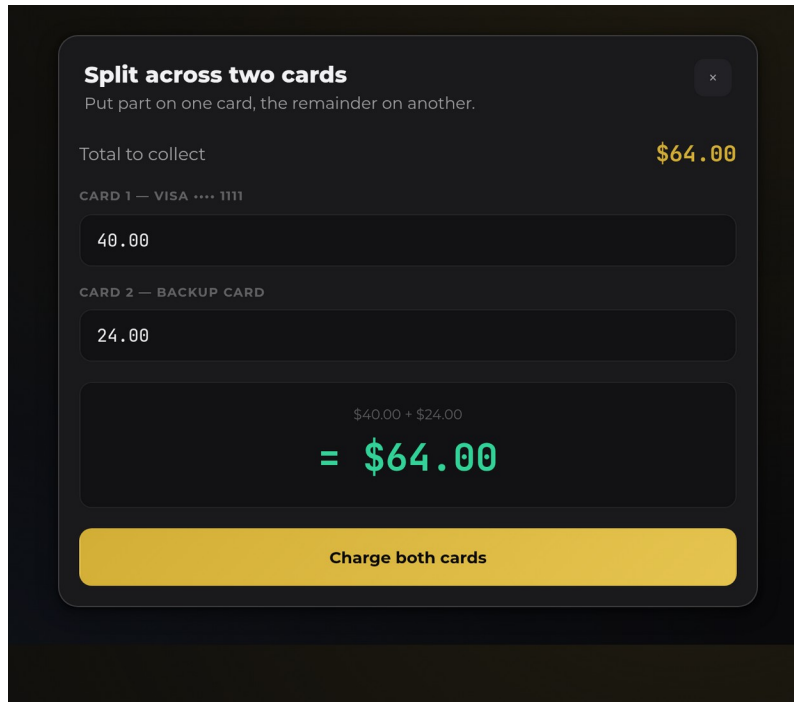 Split across two cards
×
Put part on one card, the remainder on another.
Total to collect
$64.00
CARD 1 — VISA •••• 1111
40.00
CARD 2 — BACKUP CARD
24.00
$40.00 + $24.00
= $64.00
Charge both cards